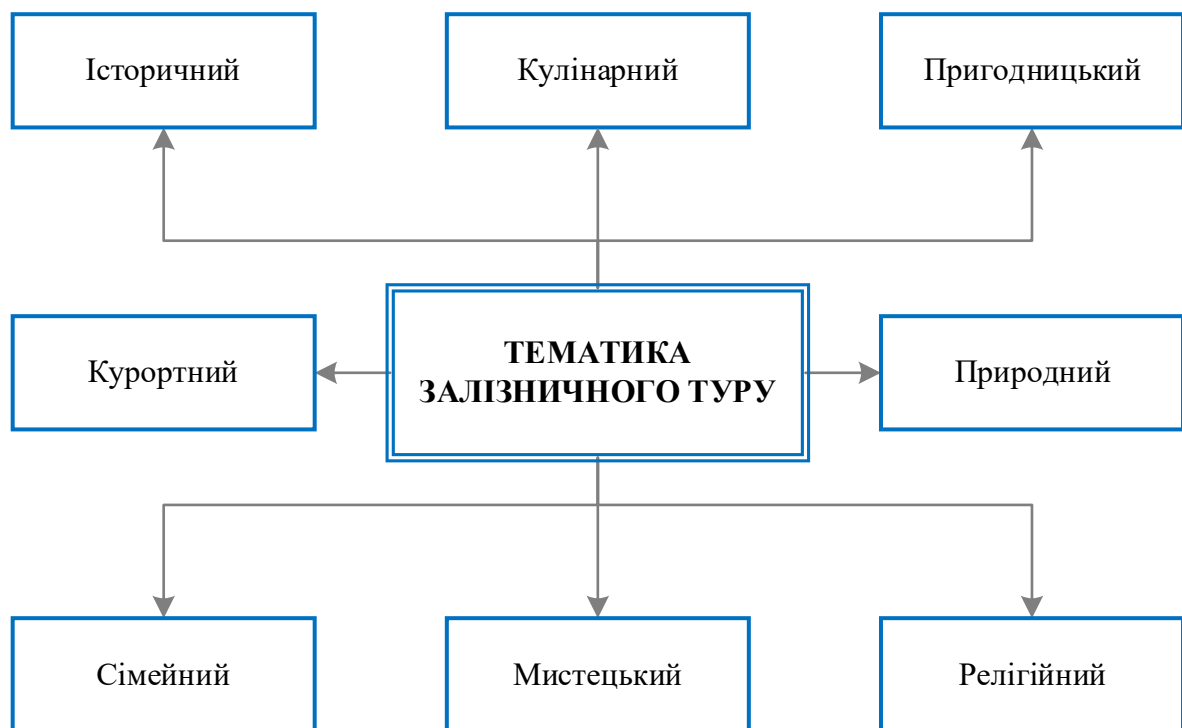 Історичний
Кулінарний
Пригодницький
Курортний
ТЕМАТИКА
ЗАЛІЗНИЧНОГО ТУРУ
Природний
Сімейний
Мистецький
Релігійний